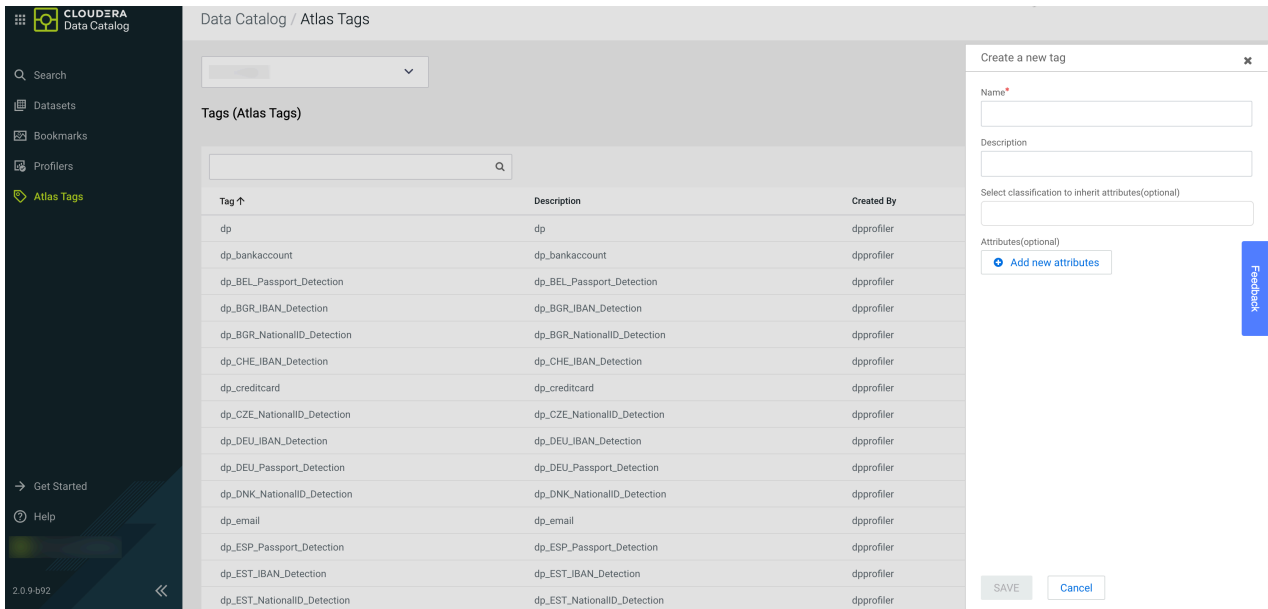 CLOUDERA
Data Catalog
Data Catalog / Atlas Tags
Search
Datasets
Bookmarks
Profilers
Atlas Tags
Get Started
Help
2.0.9-b92
Tags (Atlas Tags)
Tag Description Created By
dp dp dpprofiler
dp_bankaccount dp_bankaccount dpprofiler
dp_BEL_Passport_Detection dp_BEL_Passport_Detection dpprofiler
dp_BGR_IBAN_Detection dp_BGR_IBAN_Detection dpprofiler
dp_BGR_NationalID_Detection dp_BGR_NationalID_Detection dpprofiler
dp_CHE_IBAN_Detection dp_CHE_IBAN_Detection dpprofiler
dp_creditcard dp_creditcard dpprofiler
dp_CZE_NationalID_Detection dp_CZE_NationalID_Detection dpprofiler
dp_DEU_IBAN_Detection dp_DEU_IBAN_Detection dpprofiler
dp_DEU_Passport_Detection dp_DEU_Passport_Detection dpprofiler
dp_DNK_NationalID_Detection dp_DNK_NationalID_Detection dpprofiler
dp_email dp_email dpprofiler
dp_ESP_Passport_Detection dp_ESP_Passport_Detection dpprofiler
dp_EST_IBAN_Detection dp_EST_IBAN_Detection dpprofiler
dp_EST_NationalID_Detection dp_EST_NationalID_Detection dpprofiler
Create a new tag
Name*
Description
Select classification to inherit attributes(optional)
Attributes(optional)
Add new attributes
Feedback
SAVE Cancel